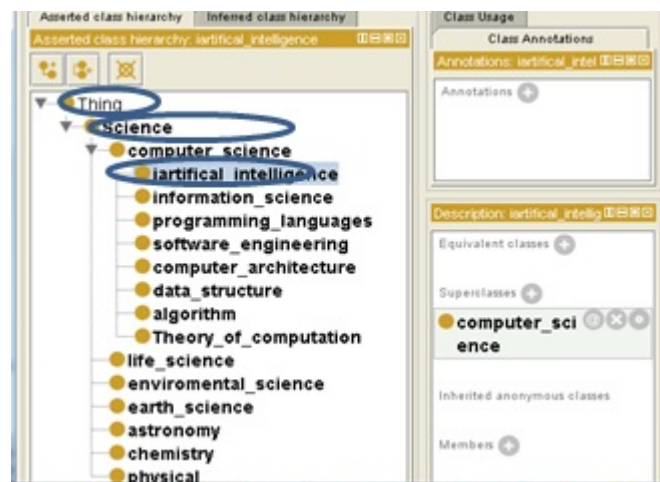 Asserted class hierarchy Inferred class hierarchy
Asserted class hierarchy: iartifical_intelligence
Thing
Science
computer_science
iartifical_intelligence
information_science
programming_languages
software_engineering
computer_architecture
data_structure
algorithm
Theory_of_computation
life_science
enviromental_science
earth_science
astronomy
chemistry
physical
Class Usage
Class Annotations
Annotations: iartifical_intel
Annotations
Description: iartifical_intellig
Equivalent classes
Superclasses
computer_sci
ence
Inherited anonymous classes
Members